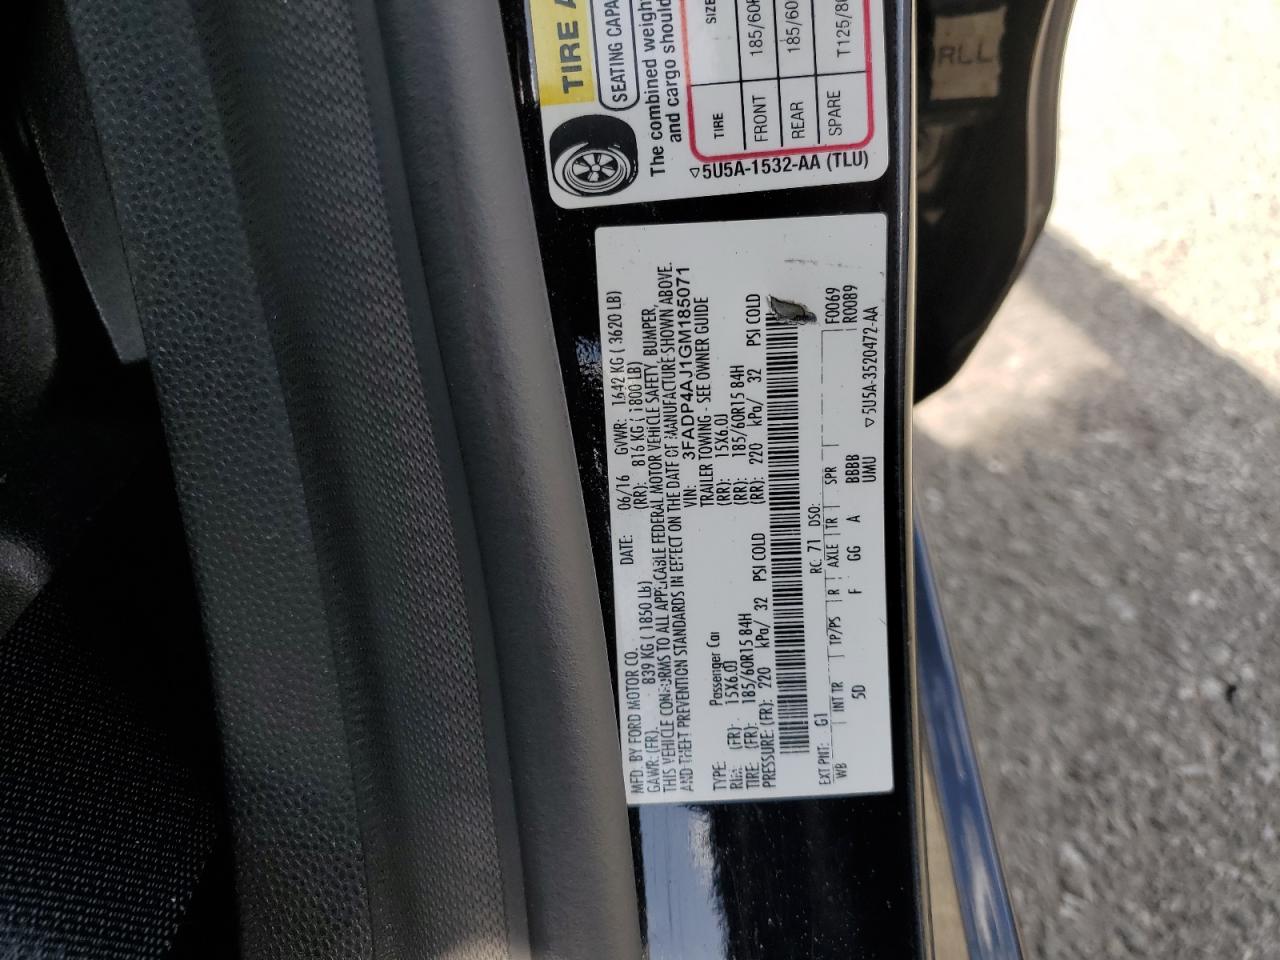 TIRE
SEATING CAPA
The combined weight
and cargo should
TIRE SIZE
FRONT 185/60R
REAR 185/60
SPARE T125/80
5U5A-1532-AA (TLU)
MFD. BY FORD MOTOR CO. DATE: 06/16 GVWR: 1642 KG ( 3620 LB)
GAWR: (FR): 839 KG ( 1850 LB) (RR): 816 KG ( 1800 LB)
THIS VEHICLE CONFORMS TO ALL APPLICABLE FEDERAL MOTOR VEHICLE SAFETY, BUMPER,
AND THEFT PREVENTION STANDARDS IN EFFECT ON THE DATE OF MANUFACTURE SHOWN ABOVE.
VIN: 3FADP4AJ1GM185071
TYPE: Passenger Car TRAILER TOWING - SEE OWNER GUIDE
RIM: (FR): 15X6.0J (RR): 15X6.0J
TIRE: (FR): 185/60R15 84H (RR): 185/60R15 84H
PRESSURE: (FR): 220 kPa/ 32 PSI COLD (RR): 220 kPa/ 32 PSI COLD
EXT PNT: G1 RC: 71 DSO: F0069
WB INT TR TP/PS R AXLE TR SPR R0089
5D F GG A BBBB
UMU 5U5A-3520472-AA
RLL